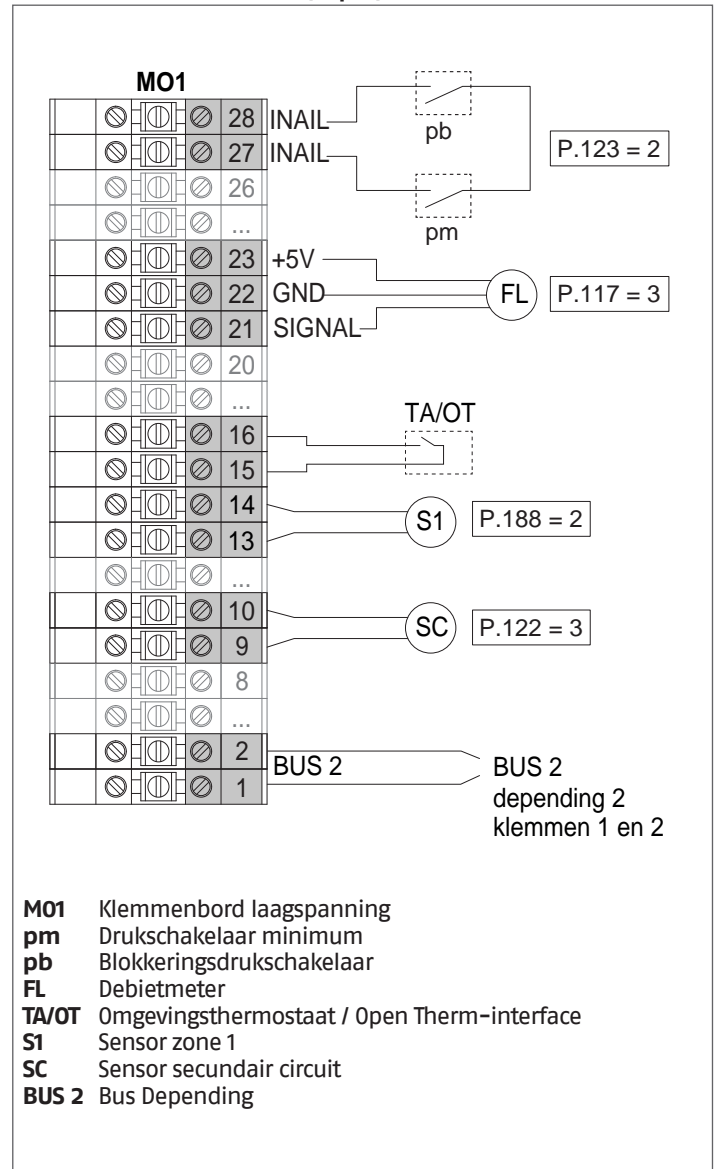 MO1
28 INAIL
pb
27 INAIL
P.123 = 2
26
pm
...
23 +5V
22 GND
FL P.117 = 3
21 SIGNAL
20
...
TA/OT
16
15
14
S1 P.188 = 2
13
...
10
SC P.122 = 3
9
8
...
2
BUS 2
1
BUS 2
depending 2
klemmen 1 en 2
M01 Klemmenbord laagspanning
pm Drukschakelaar minimum
pb Blokkeringsdrukschakelaar
FL Debietmeter
TA/OT Omgevingsthermostaat / Open Therm-interface
S1 Sensor zone 1
SC Sensor secundair circuit
BUS 2 Bus Depending